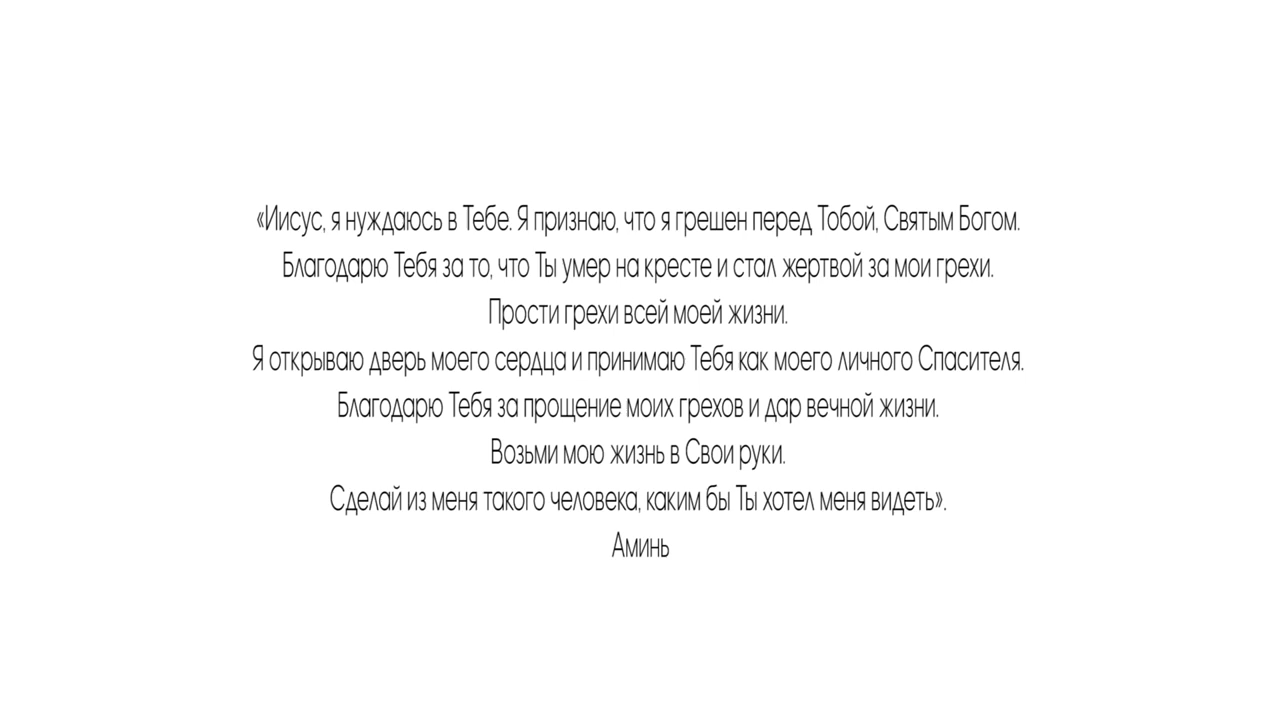 «Иисус, я нуждаюсь в Тебе. Я признаю, что я грешен перед Тобой, Святым Богом.
Благодарю Тебя за то, что Ты умер на кресте и стал жертвой за мои грехи.
Прости грехи всей моей жизни.
Я открываю дверь моего сердца и принимаю Тебя как моего личного Спасителя.
Благодарю Тебя за прощение моих грехов и дар вечной жизни.
Возьми мою жизнь в Свои руки.
Сделай из меня такого человека, каким бы Ты хотел меня видеть».
Аминь